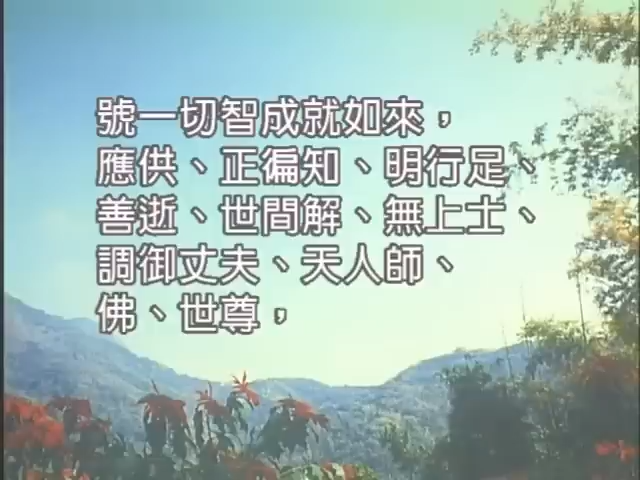 號一切智成就如來，
應供、正徧知、明行足、
善逝、世間解、無上士、
調御丈夫、天人師、
佛、世尊，